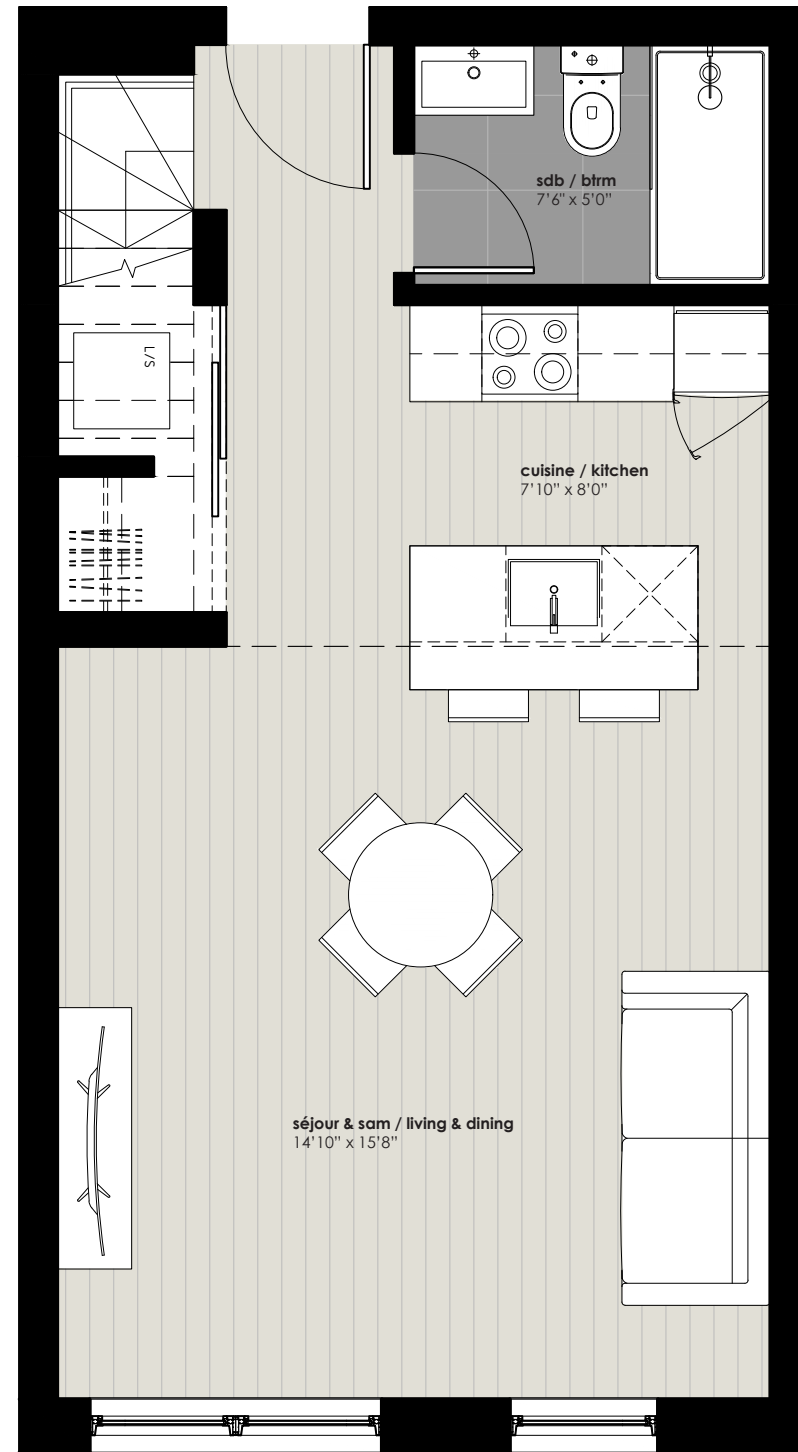 sdb / btrm
7'6" x 5'0"
L/S
cuisine / kitchen
7'10" x 8'0"
séjour & sam / living & dining
14'10" x 15'8"